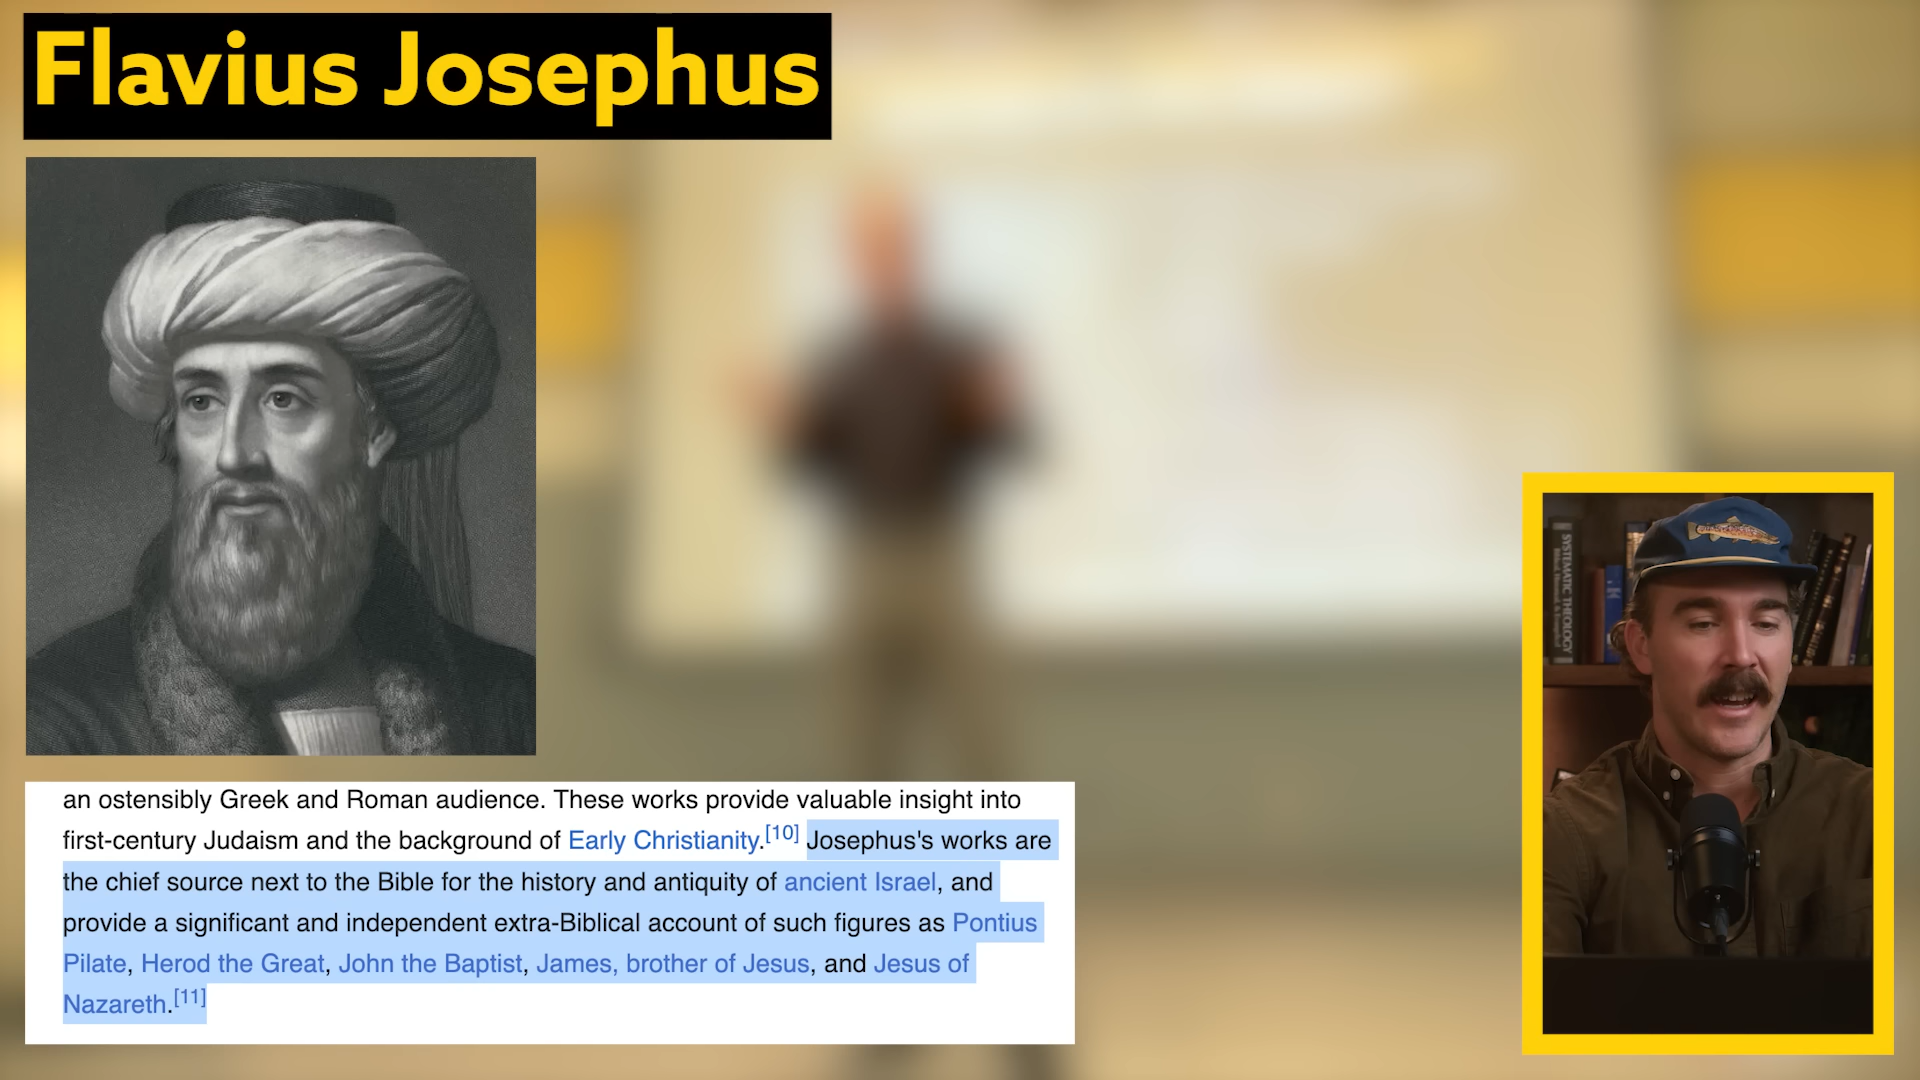 Flavius Josephus
an ostensibly Greek and Roman audience. These works provide valuable insight into
first-century Judaism and the background of Early Christianity.[10] Josephus's works are
the chief source next to the Bible for the history and antiquity of ancient Israel, and
provide a significant and independent extra-Biblical account of such figures as Pontius
Pilate, Herod the Great, John the Baptist, James, brother of Jesus, and Jesus of
Nazareth.[11]
SYSTEMATIC THEOLOGY